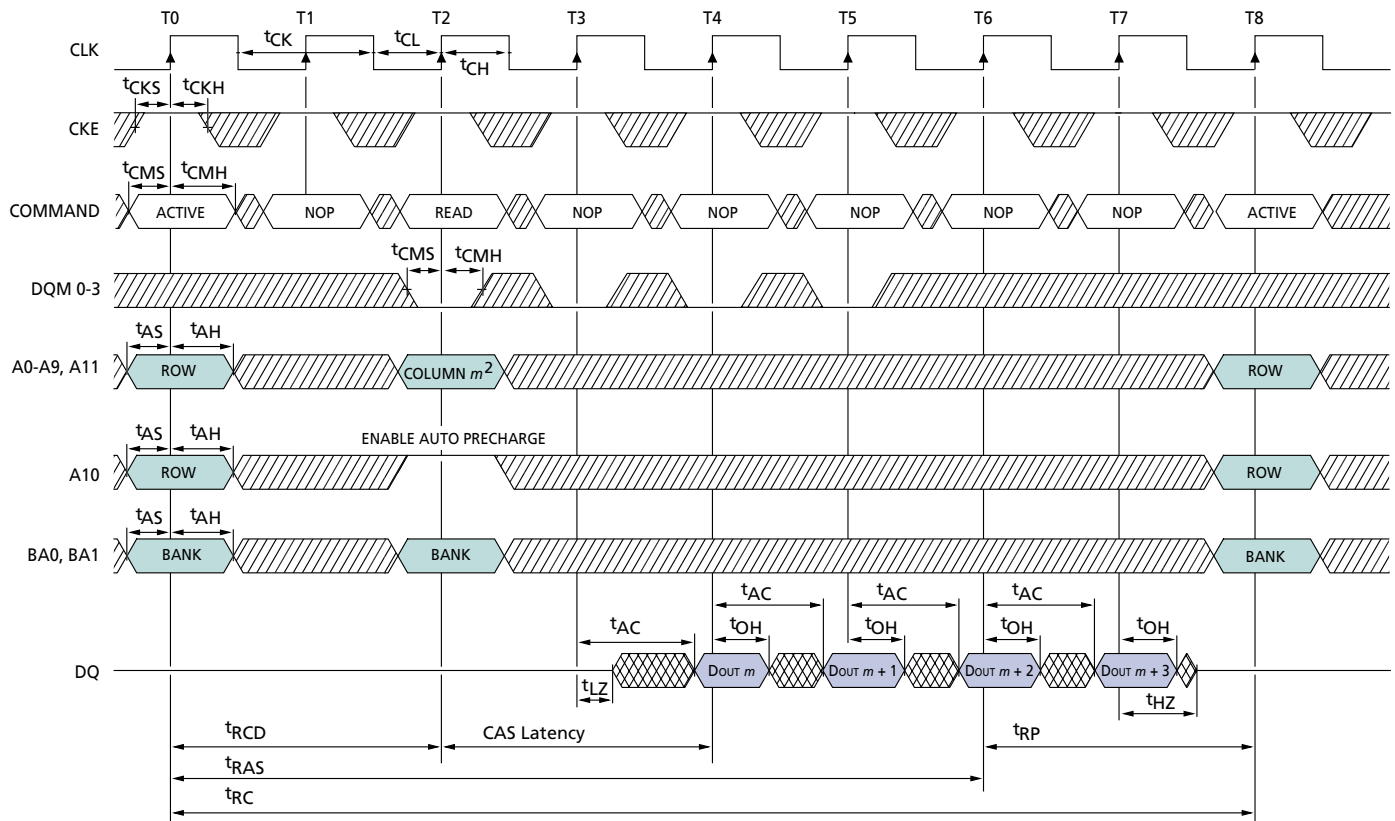 T0 T1 T2 T3 T4 T5 T6 T7 T8
CLK
tCK tCL
tCH
tCKS tCKH
CKE
tCMS tCMH
COMMAND ACTIVE NOP READ NOP NOP NOP NOP NOP ACTIVE
tCMS tCMH
DQM 0-3
tAS tAH
A0-A9, A11 ROW COLUMN m2 ROW
tAS tAH
ENABLE AUTO PRECHARGE
A10 ROW ROW
tAS tAH
BA0, BA1 BANK BANK BANK
tAC tAC tAC
tAC tOH tOH tOH tOH
DQ DOUT m DOUT m + 1 DOUT m + 2 DOUT m + 3
tLZ tHZ
tRCD CAS Latency tRP
tRAS
tRC